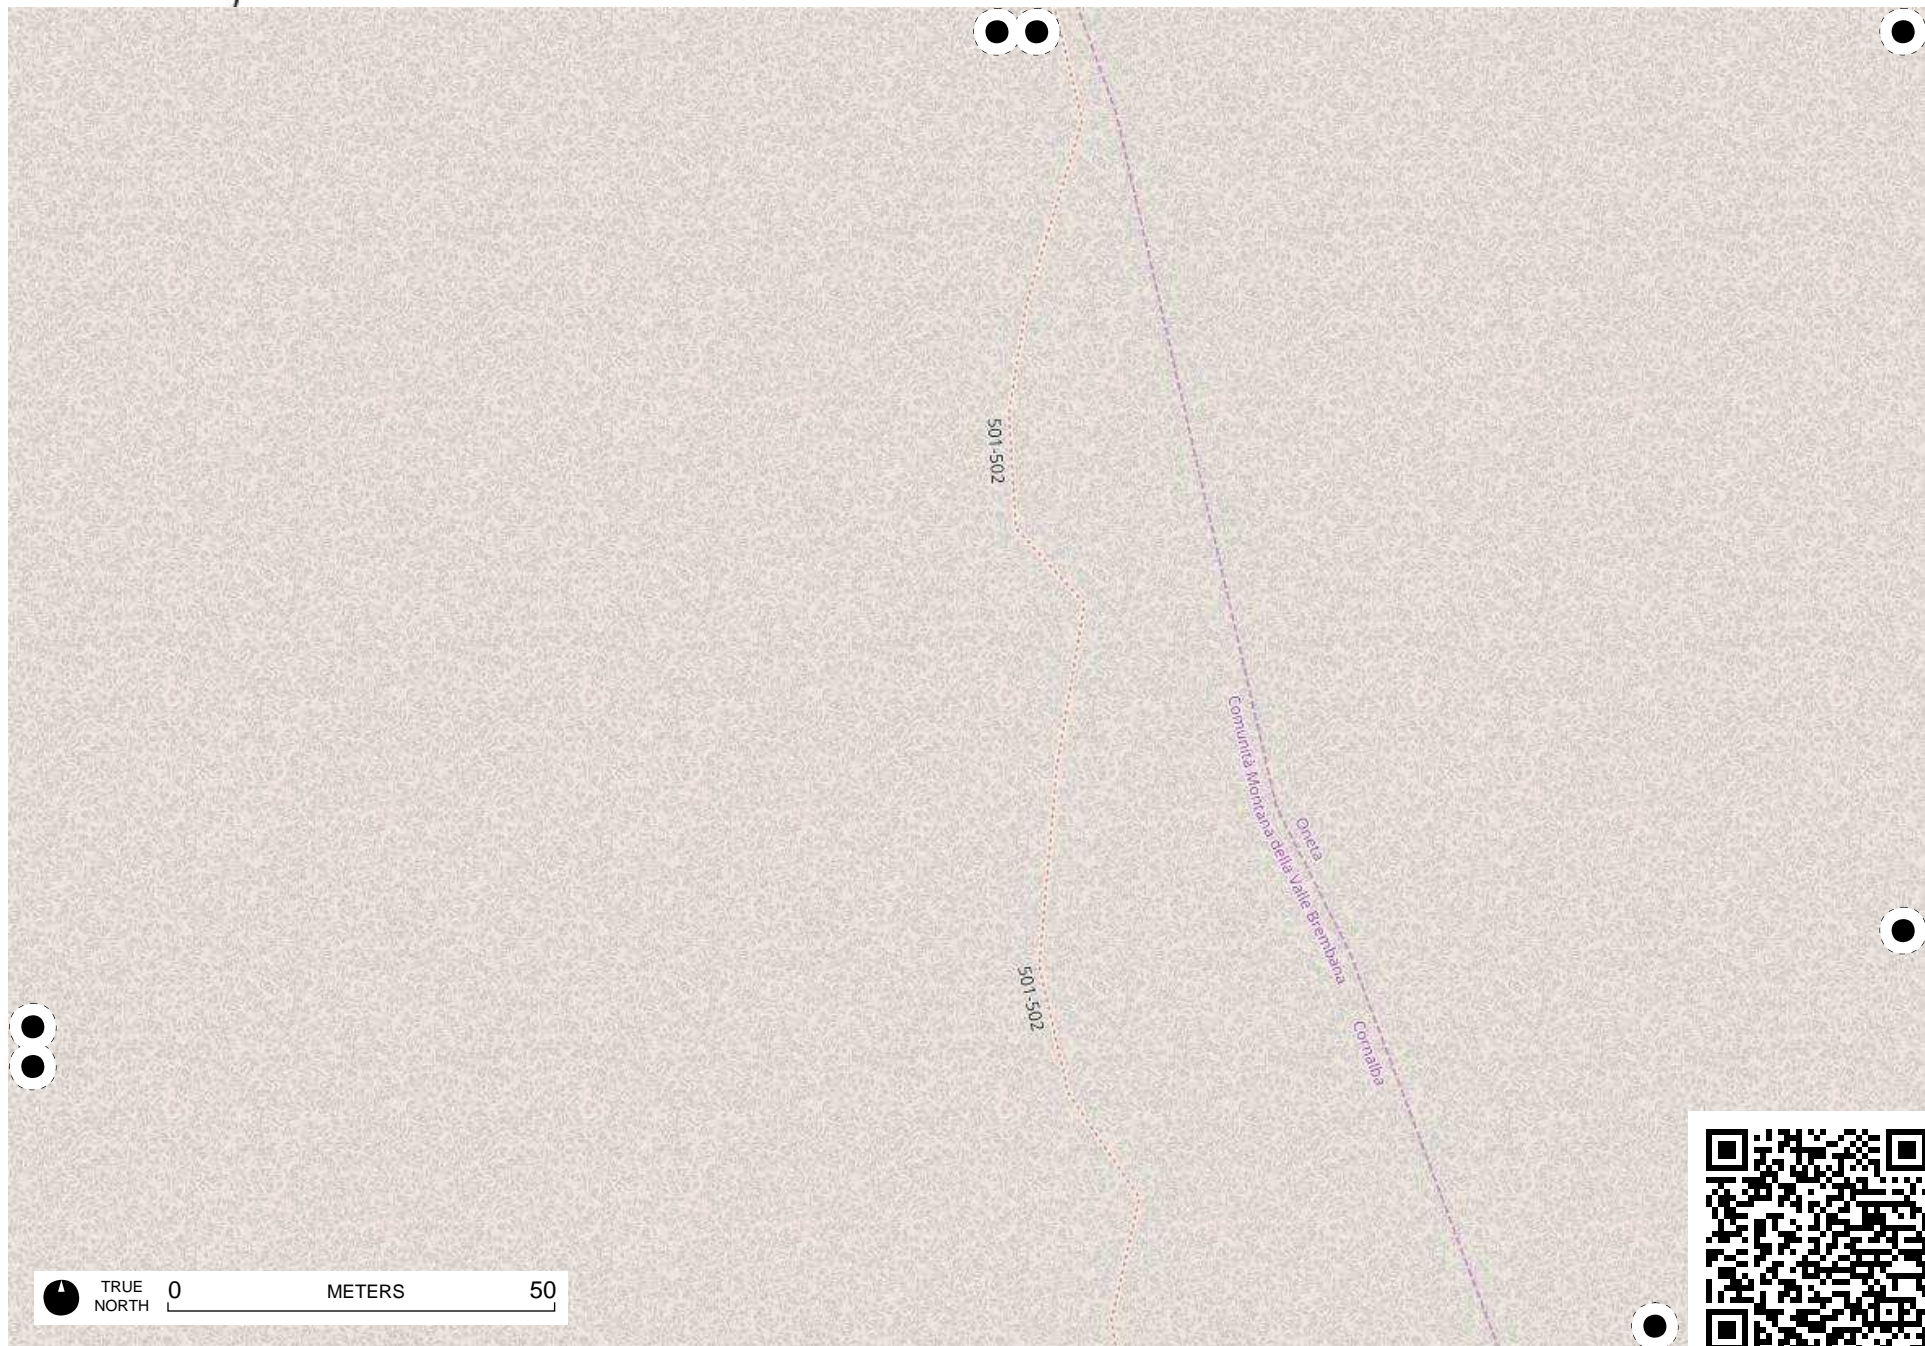 501-502
Comunità Montana della Valle Brembana
Oneta
501-502
Cornalba
TRUE
NORTH
0 METERS 50